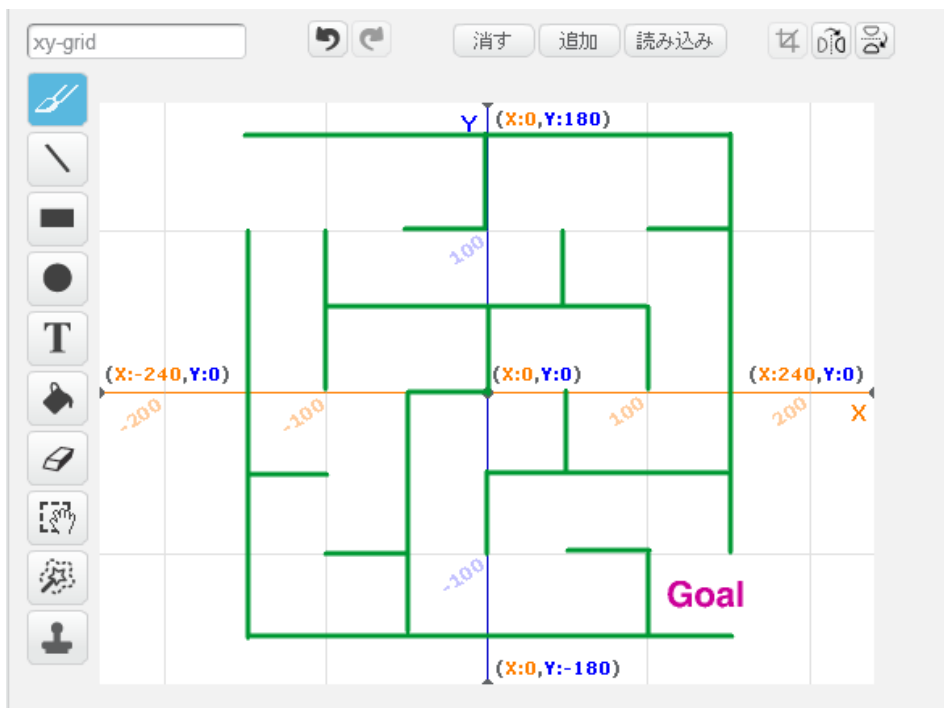 xy-grid
消す
追加
読み込み
T
Y
(X:0,Y:180)
100
(X:-240,Y:0)
(X:0,Y:0)
(X:240,Y:0)
-200
-100
100
200
X
-100
Goal
(X:0,Y:-180)